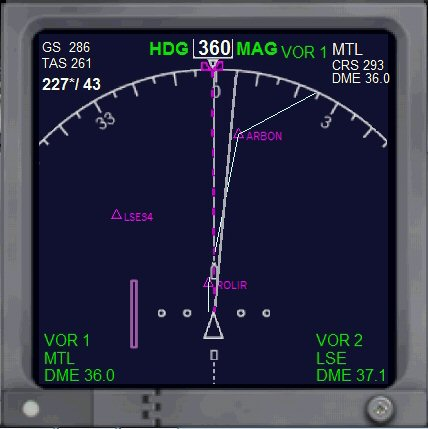 GS 286 HDG 360 MAG VOR 1 MTL
TAS 261 CRS 293
227°/ 43 DME 36.0
33 0 3
ARBON
LSE94
ROLIR
VOR 1 VOR 2
MTL LSE
DME 36.0 DME 37.1